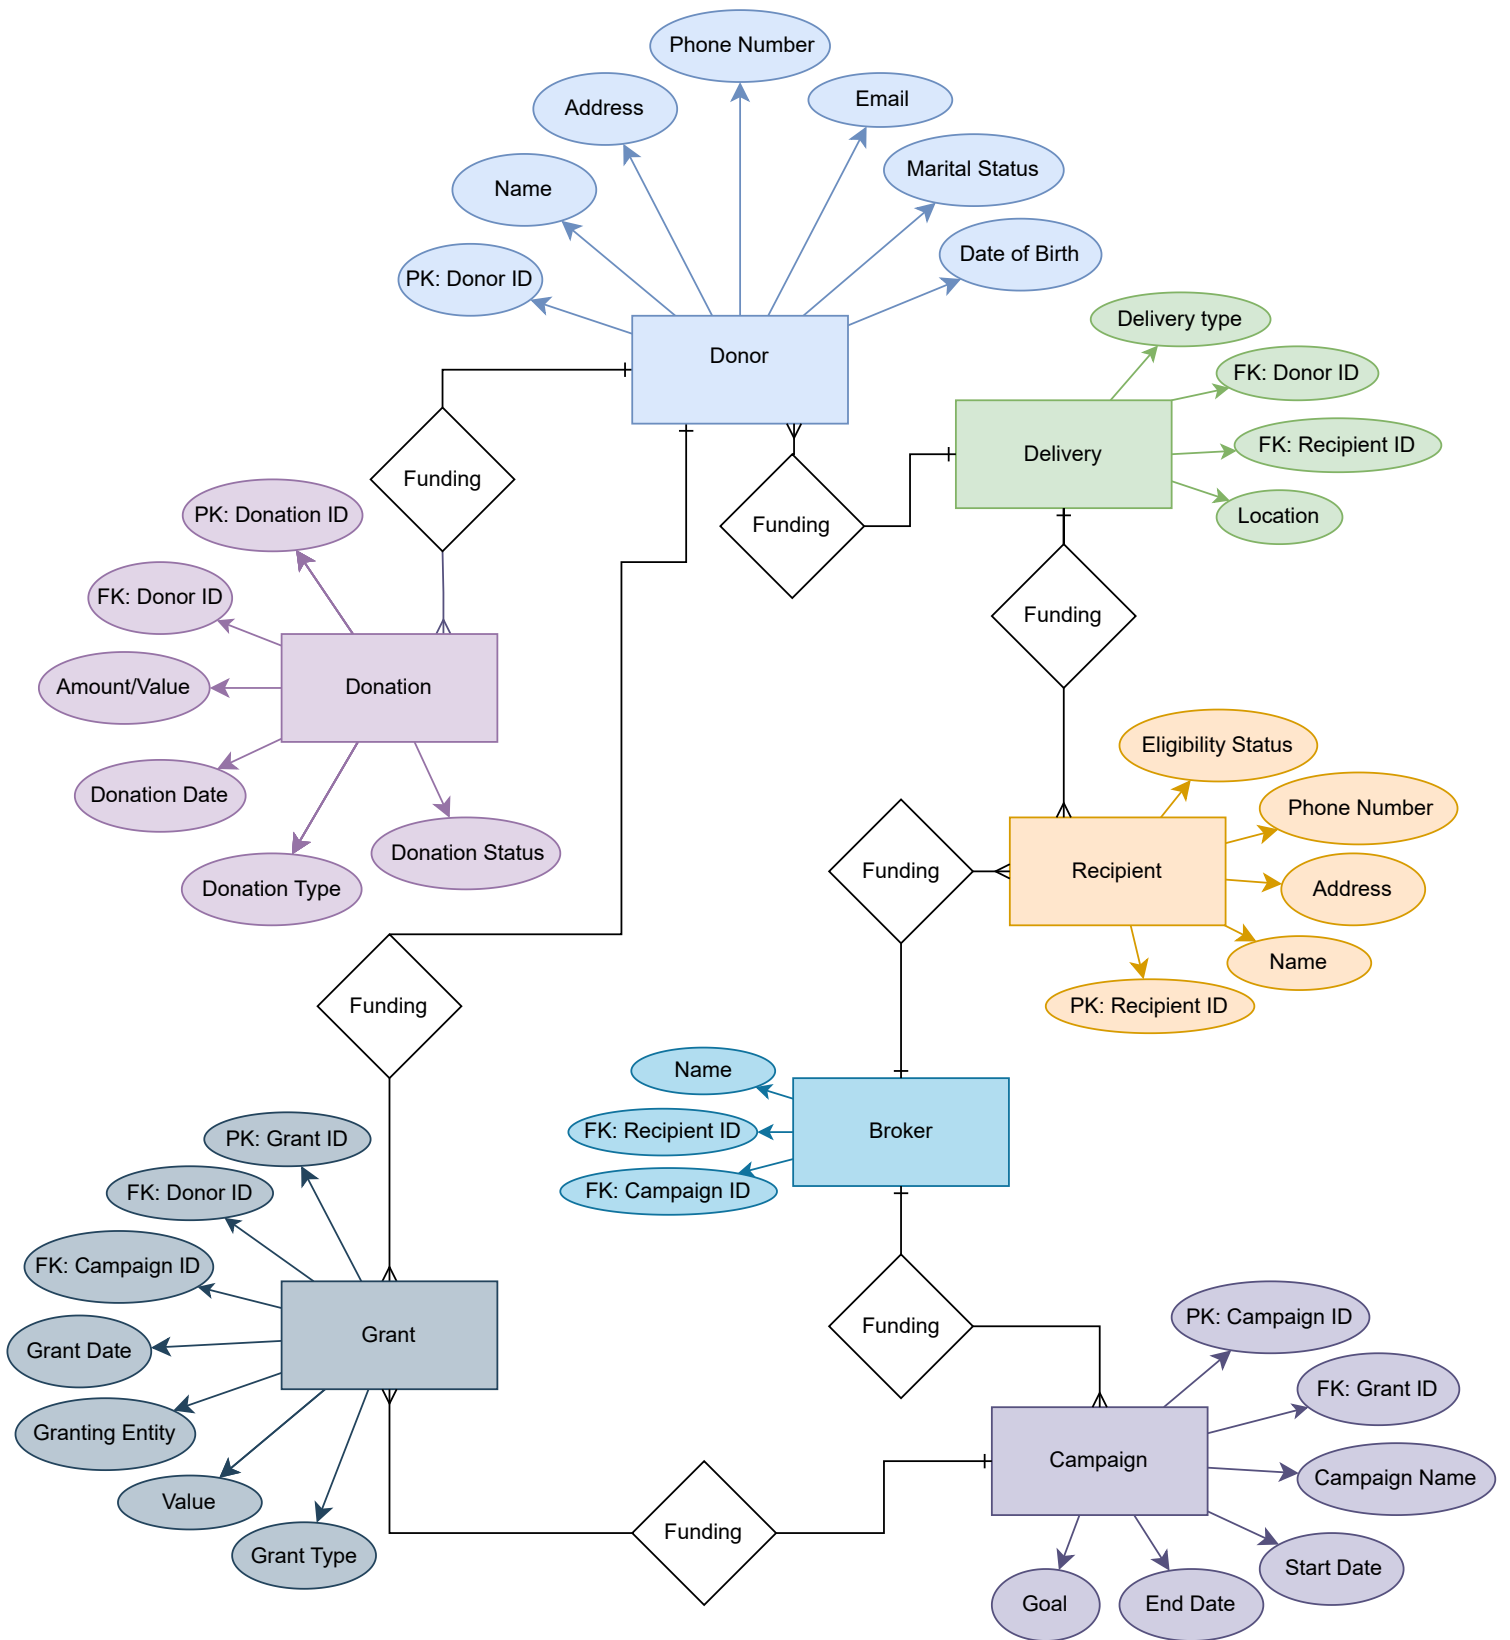 Phone Number
Email
Address
Marital Status
Name
Date of Birth
PK: Donor ID
Donor
Delivery type
FK: Donor ID
FK: Recipient ID
Location
Delivery
Funding
Funding
Funding
PK: Donation ID
FK: Donor ID
Amount/Value
Donation Date
Donation Type
Donation Status
Donation
Eligibility Status
Phone Number
Address
Name
PK: Recipient ID
Recipient
Funding
Funding
Name
FK: Recipient ID
FK: Campaign ID
Broker
PK: Grant ID
FK: Donor ID
FK: Campaign ID
Grant Date
Granting Entity
Value
Grant Type
Grant
Funding
PK: Campaign ID
FK: Grant ID
Campaign Name
Start Date
End Date
Goal
Campaign
Funding